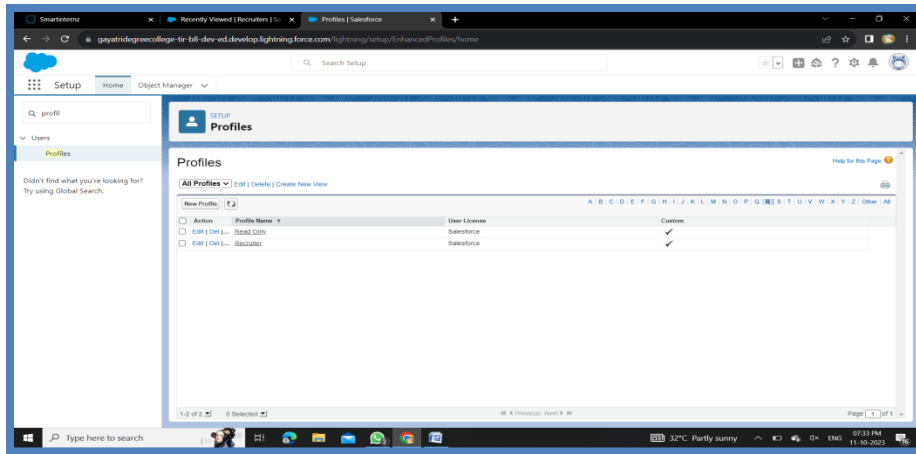 Smartinternz
Recently Viewed | Recruiters | Sa
Profiles | Salesforce
gayatridegreecollege-tir-b8-dev-ed.develop.lightning.force.com/lightning/setup/EnhancedProfiles/home
Search Setup
Setup Home Object Manager
profil
Users
Profiles
Didn't find what you're looking for?
Try using Global Search.
SETUP
Profiles
Profiles
Help for this Page
All Profiles Edit | Delete | Create New View
New Profile A | B | C | D | E | F | G | H | I | J | K | L | M | N | O | P | Q | R | S | T | U | V | W | X | Y | Z | Other | All
Action Profile Name User License Custom
Edit | Del |... Read Only Salesforce
Edit | Del |... Recruiter Salesforce
1-2 of 2 0 Selected Previous Next Page 1 of 1
Type here to search 32°C Partly sunny ENG 07:33 PM
11-10-2023